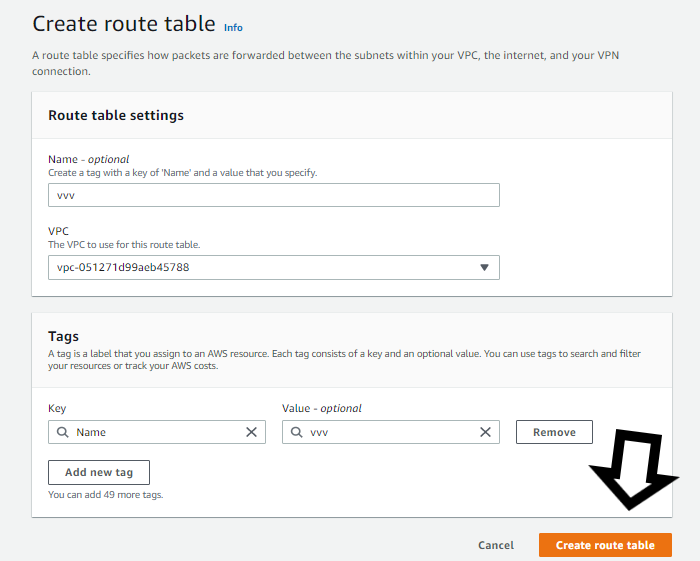 Create route table Info
A route table specifies how packets are forwarded between the subnets within your VPC, the internet, and your VPN
connection.
Route table settings
Name - optional
Create a tag with a key of 'Name' and a value that you specify.
vvv
VPC
The VPC to use for this route table.
vpc-051271d99aeb45788
Tags
A tag is a label that you assign to an AWS resource. Each tag consists of a key and an optional value. You can use tags to search and filter
your resources or track your AWS costs.
Key Value - optional
Name vvv Remove
Add new tag
You can add 49 more tags.
Cancel Create route table